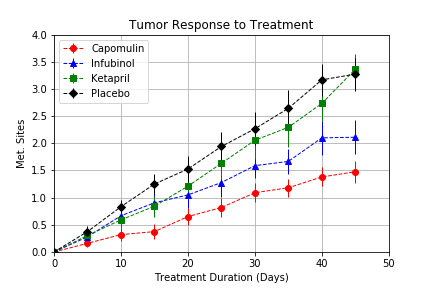 Tumor Response to Treatment
4.0
3.5
3.0
2.5
2.0
1.5
1.0
0.5
0.0
Met. Sites
Capomulin
Infubinol
Ketapril
Placebo
0 10 20 30 40 50
Treatment Duration (Days)